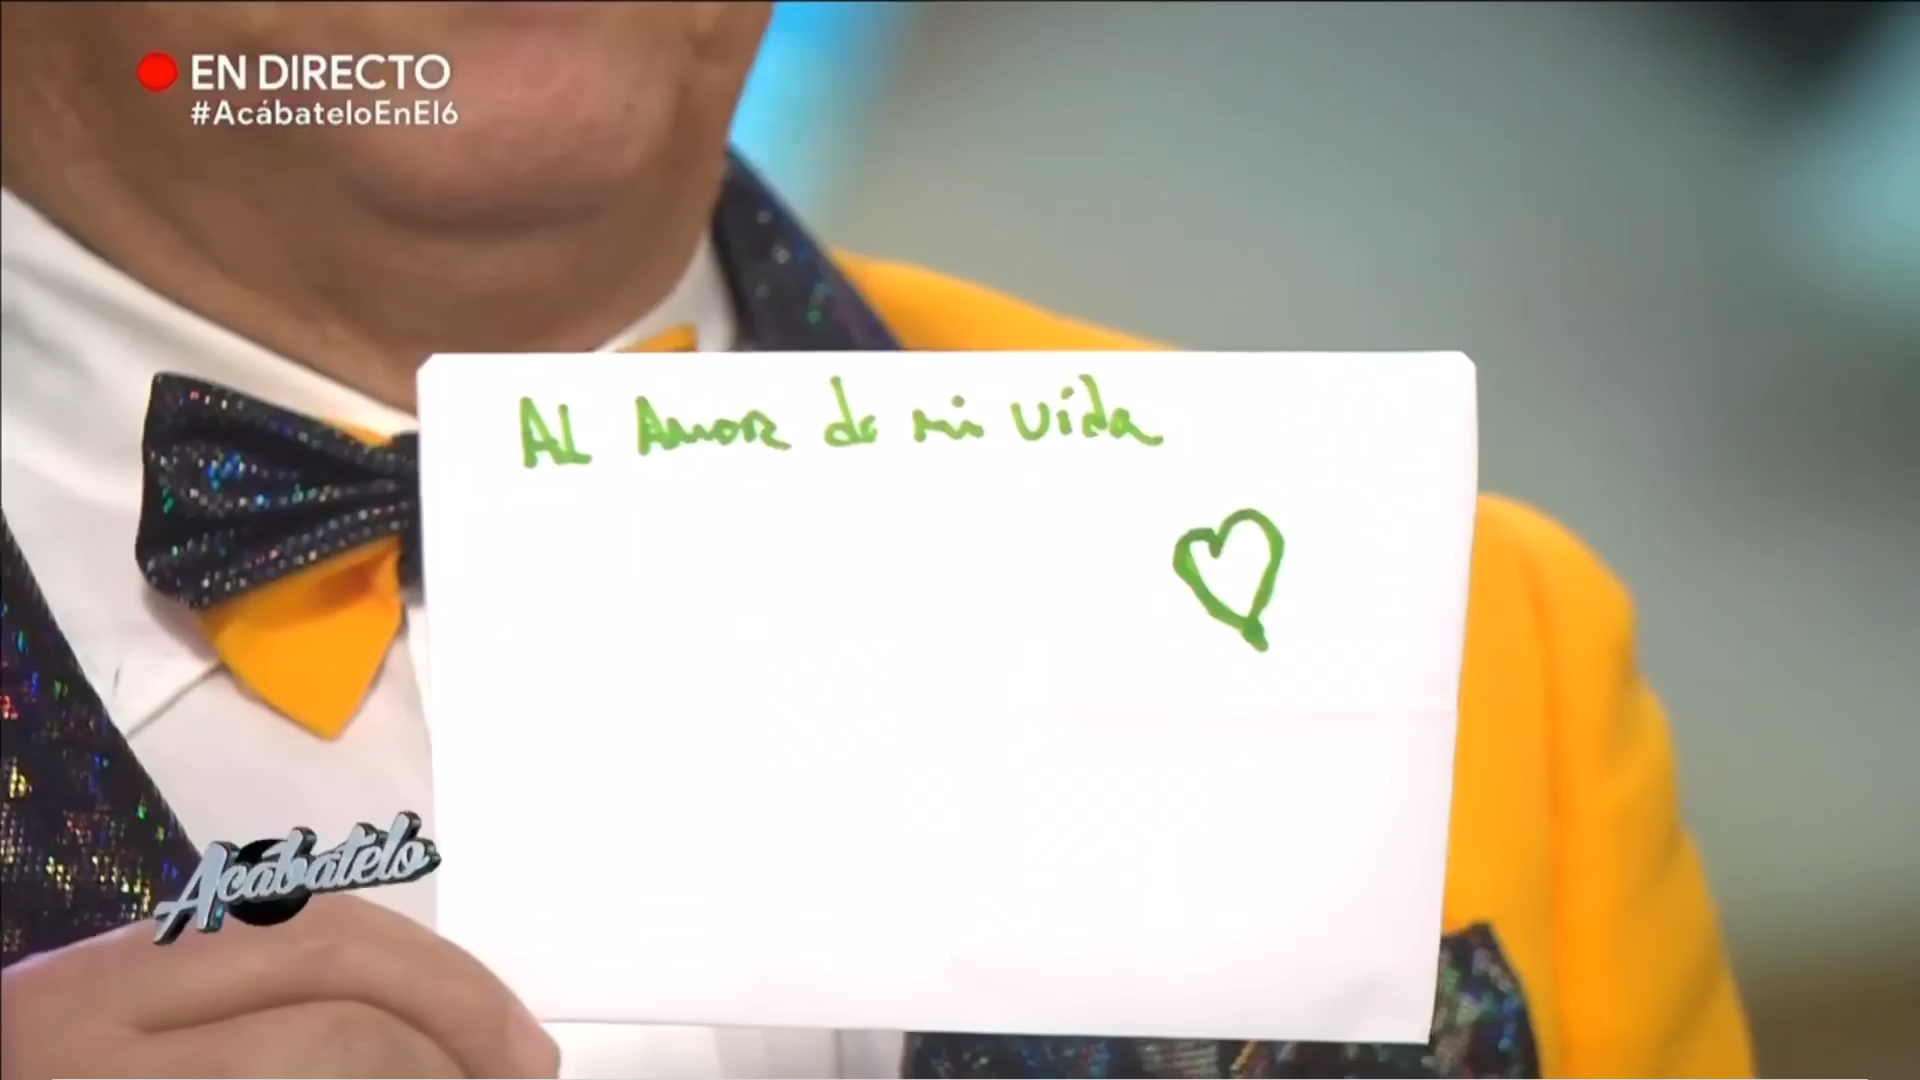 EN DIRECTO
#AcábateloEnEl6
Al Amor de mi vida
Acábatelo